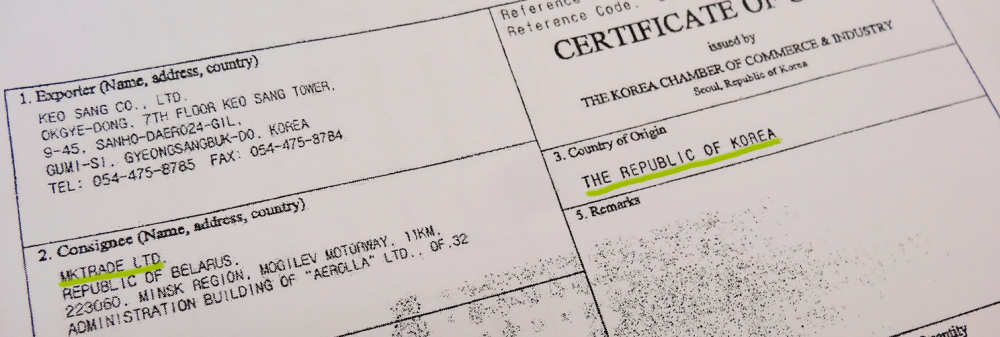 1. Exporter (Name, address, country)
KEO SANG CO., LTD.
OKGYE-DONG, 7TH FLOOR KEO SANG TOWER,
9-45, SANHO-DAERO24-GIL,
GUMI-SI, GYEONGSANGBUK-DO, KOREA
TEL: 054-475-8785 FAX: 054-475-8784
2. Consignee (Name, address, country)
MKTRADE LTD.
REPUBLIC OF BELARUS,
223060, MINSK REGION, MOGILEV MOTORWAY, 11KM,
ADMINISTRATION BUILDING OF "AEROLLA" LTD., OF.32
Reference
Reference Code.
CERTIFICATE OF
issued by
THE KOREA CHAMBER OF COMMERCE & INDUSTRY
Seoul, Republic of Korea
3. Country of Origin
THE REPUBLIC OF KOREA
5. Remarks